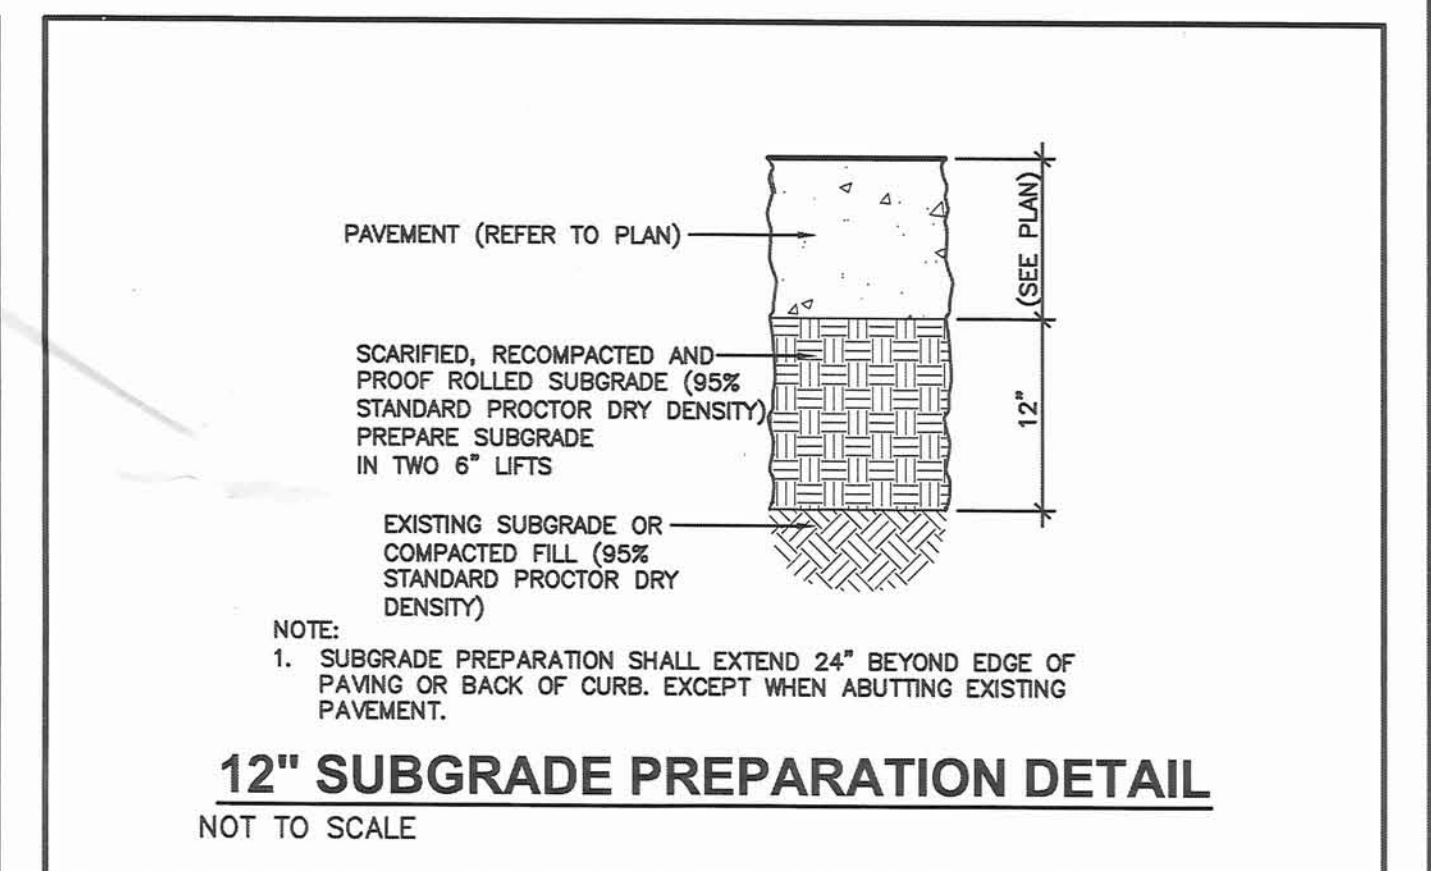 PAVEMENT (REFER TO PLAN)
(SEE PLAN)
SCARIFIED, RECOMPACTED AND
PROOF ROLLED SUBGRADE (95%
STANDARD PROCTOR DRY DENSITY)
PREPARE SUBGRADE
IN TWO 6" LIFTS
12"
EXISTING SUBGRADE OR
COMPACTED FILL (95%
STANDARD PROCTOR DRY
DENSITY)
NOTE:
1. SUBGRADE PREPARATION SHALL EXTEND 24" BEYOND EDGE OF
PAVING OR BACK OF CURB. EXCEPT WHEN ABUTTING EXISTING
PAVEMENT.
12" SUBGRADE PREPARATION DETAIL
NOT TO SCALE